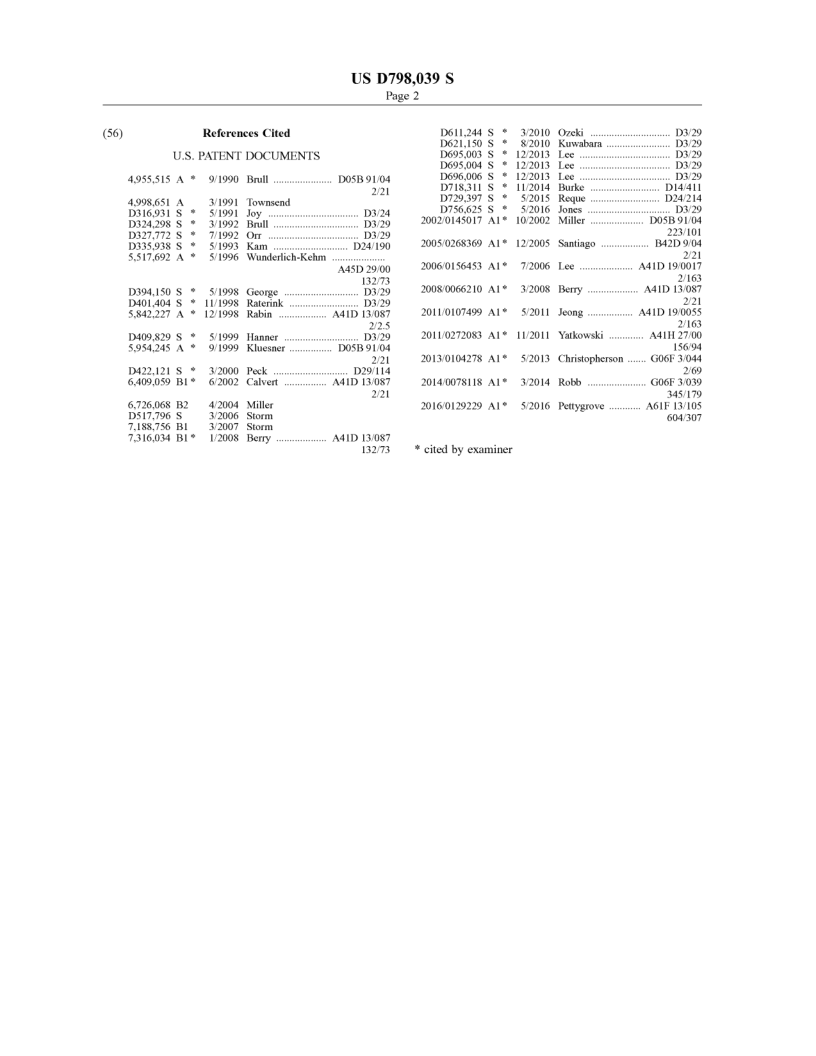 US D798,039 S
Page 2
(56) References Cited
U.S. PATENT DOCUMENTS
4,955,515 A * 9/1990 Brull ...................... D05B 91/04
2/21
4,998,651 A 3/1991 Townsend
D316,931 S * 5/1991 Joy .................................. D3/24
D324,298 S * 3/1992 Brull ................................ D3/29
D327,772 S * 7/1992 Orr .................................. D3/29
D335,938 S * 5/1993 Kam ............................ D24/190
5,517,692 A * 5/1996 Wunderlich-Kehm ....................
A45D 29/00
132/73
D394,150 S * 5/1998 George ............................ D3/29
D401,404 S * 11/1998 Raterink .......................... D3/29
5,842,227 A * 12/1998 Rabin .................. A41D 13/087
2/2.5
D409,829 S * 5/1999 Hanner ............................ D3/29
5,954,245 A * 9/1999 Kluesner ................ D05B 91/04
2/21
D422,121 S * 3/2000 Peck ............................ D29/114
6,409,059 B1 * 6/2002 Calvert ................ A41D 13/087
2/21
6,726,068 B2 4/2004 Miller
D517,796 S 3/2006 Storm
7,188,756 B1 3/2007 Storm
7,316,034 B1 * 1/2008 Berry ................... A41D 13/087
132/73
D611,244 S * 3/2010 Ozeki .............................. D3/29
D621,150 S * 8/2010 Kuwabara ........................ D3/29
D695,003 S * 12/2013 Lee .................................. D3/29
D695,004 S * 12/2013 Lee .................................. D3/29
D696,006 S * 12/2013 Lee .................................. D3/29
D718,311 S * 11/2014 Burke .......................... D14/411
D729,397 S * 5/2015 Reque .......................... D24/214
D756,625 S * 5/2016 Jones ............................... D3/29
2002/0145017 A1 * 10/2002 Miller .................... D05B 91/04
223/101
2005/0268369 A1 * 12/2005 Santiago .................. B42D 9/04
2/21
2006/0156453 A1 * 7/2006 Lee .................... A41D 19/0017
2/163
2008/0066210 A1 * 3/2008 Berry ................... A41D 13/087
2/21
2011/0107499 A1 * 5/2011 Jeong ................. A41D 19/0055
2/163
2011/0272083 A1 * 11/2011 Yatkowski ............. A41H 27/00
156/94
2013/0104278 A1 * 5/2013 Christopherson ....... G06F 3/044
2/69
2014/0078118 A1 * 3/2014 Robb ...................... G06F 3/039
345/179
2016/0129229 A1 * 5/2016 Pettygrove ............ A61F 13/105
604/307
* cited by examiner